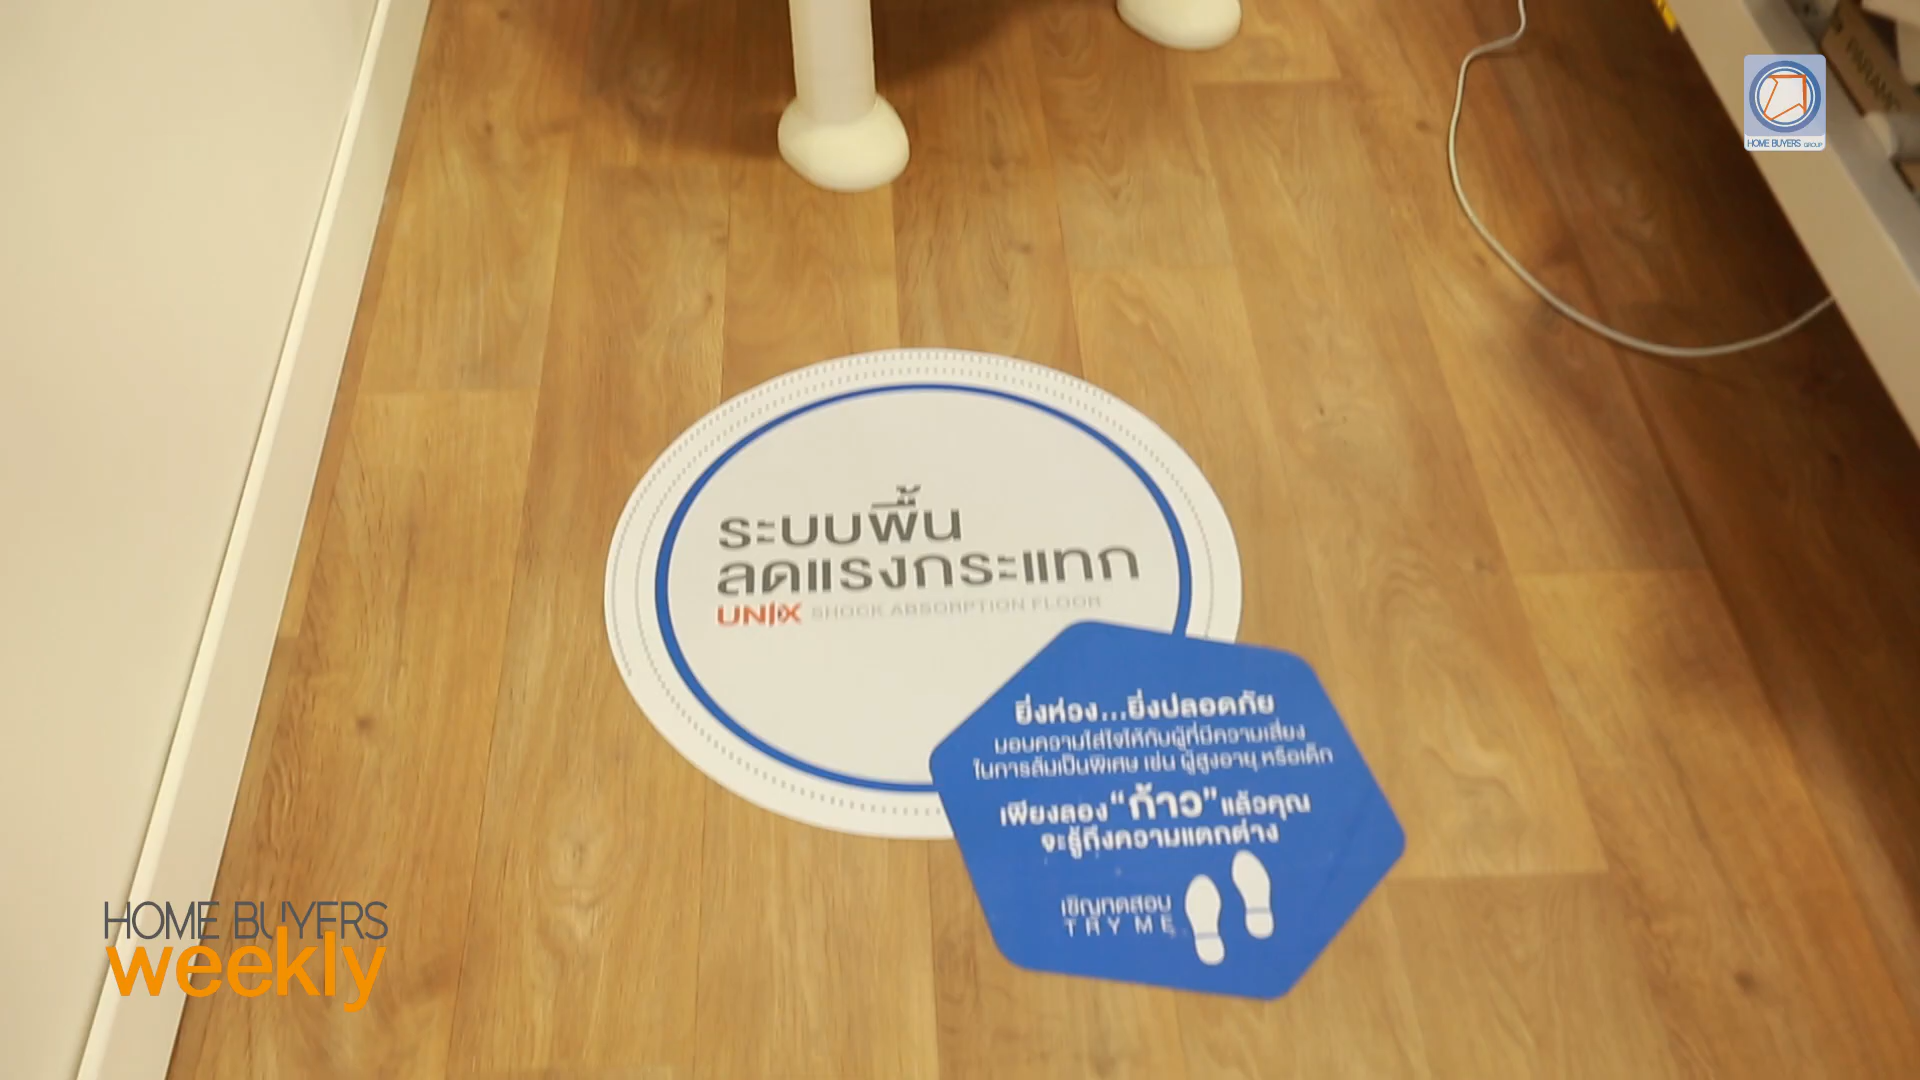 HOME BUYERS GROUP
ระบบพื้น
ลดแรงกระแทก
UNIX SHOCK ABSORPTION FLOOR
ยิ่งห่วง...ยิ่งปลอดภัย
มอบความใส่ใจให้กับผู้ที่มีความเสี่ยง
ในการล้มเป็นพิเศษ เช่น ผู้สูงอายุ หรือเด็ก
เพียงลอง "ก้าว" แล้วคุณ
จะรู้ถึงความแตกต่าง
เชิญทดสอบ
TRY ME
HOME BUYERS
weekly